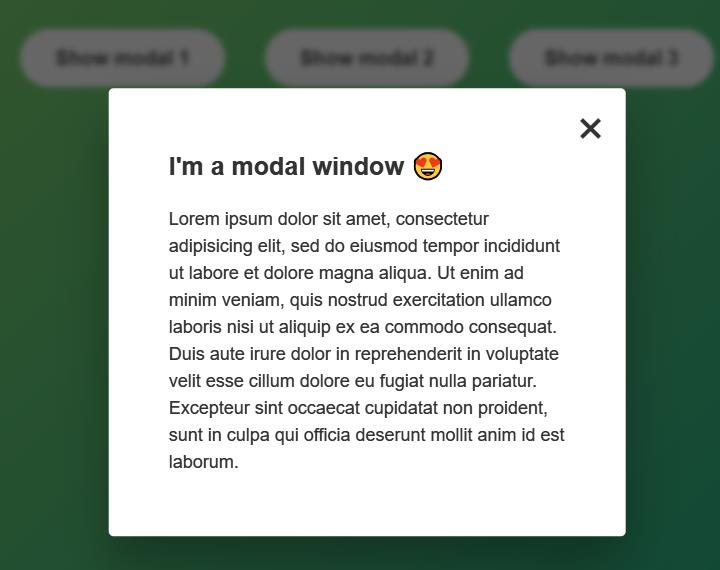 Show modal 1 Show modal 2 Show modal 3
×
I'm a modal window 😍
Lorem ipsum dolor sit amet, consectetur
adipisicing elit, sed do eiusmod tempor incididunt
ut labore et dolore magna aliqua. Ut enim ad
minim veniam, quis nostrud exercitation ullamco
laboris nisi ut aliquip ex ea commodo consequat.
Duis aute irure dolor in reprehenderit in voluptate
velit esse cillum dolore eu fugiat nulla pariatur.
Excepteur sint occaecat cupidatat non proident,
sunt in culpa qui officia deserunt mollit anim id est
laborum.